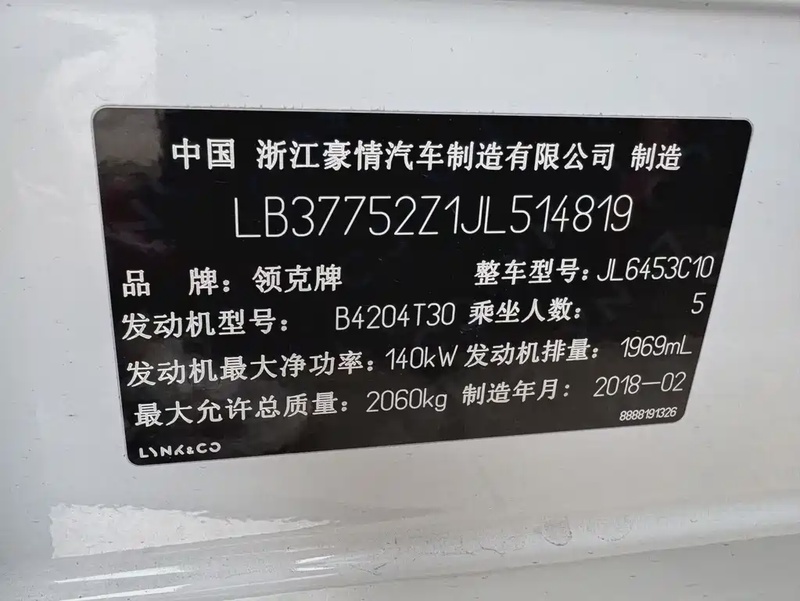 中国 浙江豪情汽车制造有限公司 制造
LB37752Z1JL514819
品 牌：领克牌 整车型号：JL6453C10
发动机型号： B4204T30 乘坐人数： 5
发动机最大净功率：140kW 发动机排量： 1969mL
最大允许总质量：2060kg 制造年月： 2018-02
8888191326
LYNK&CO